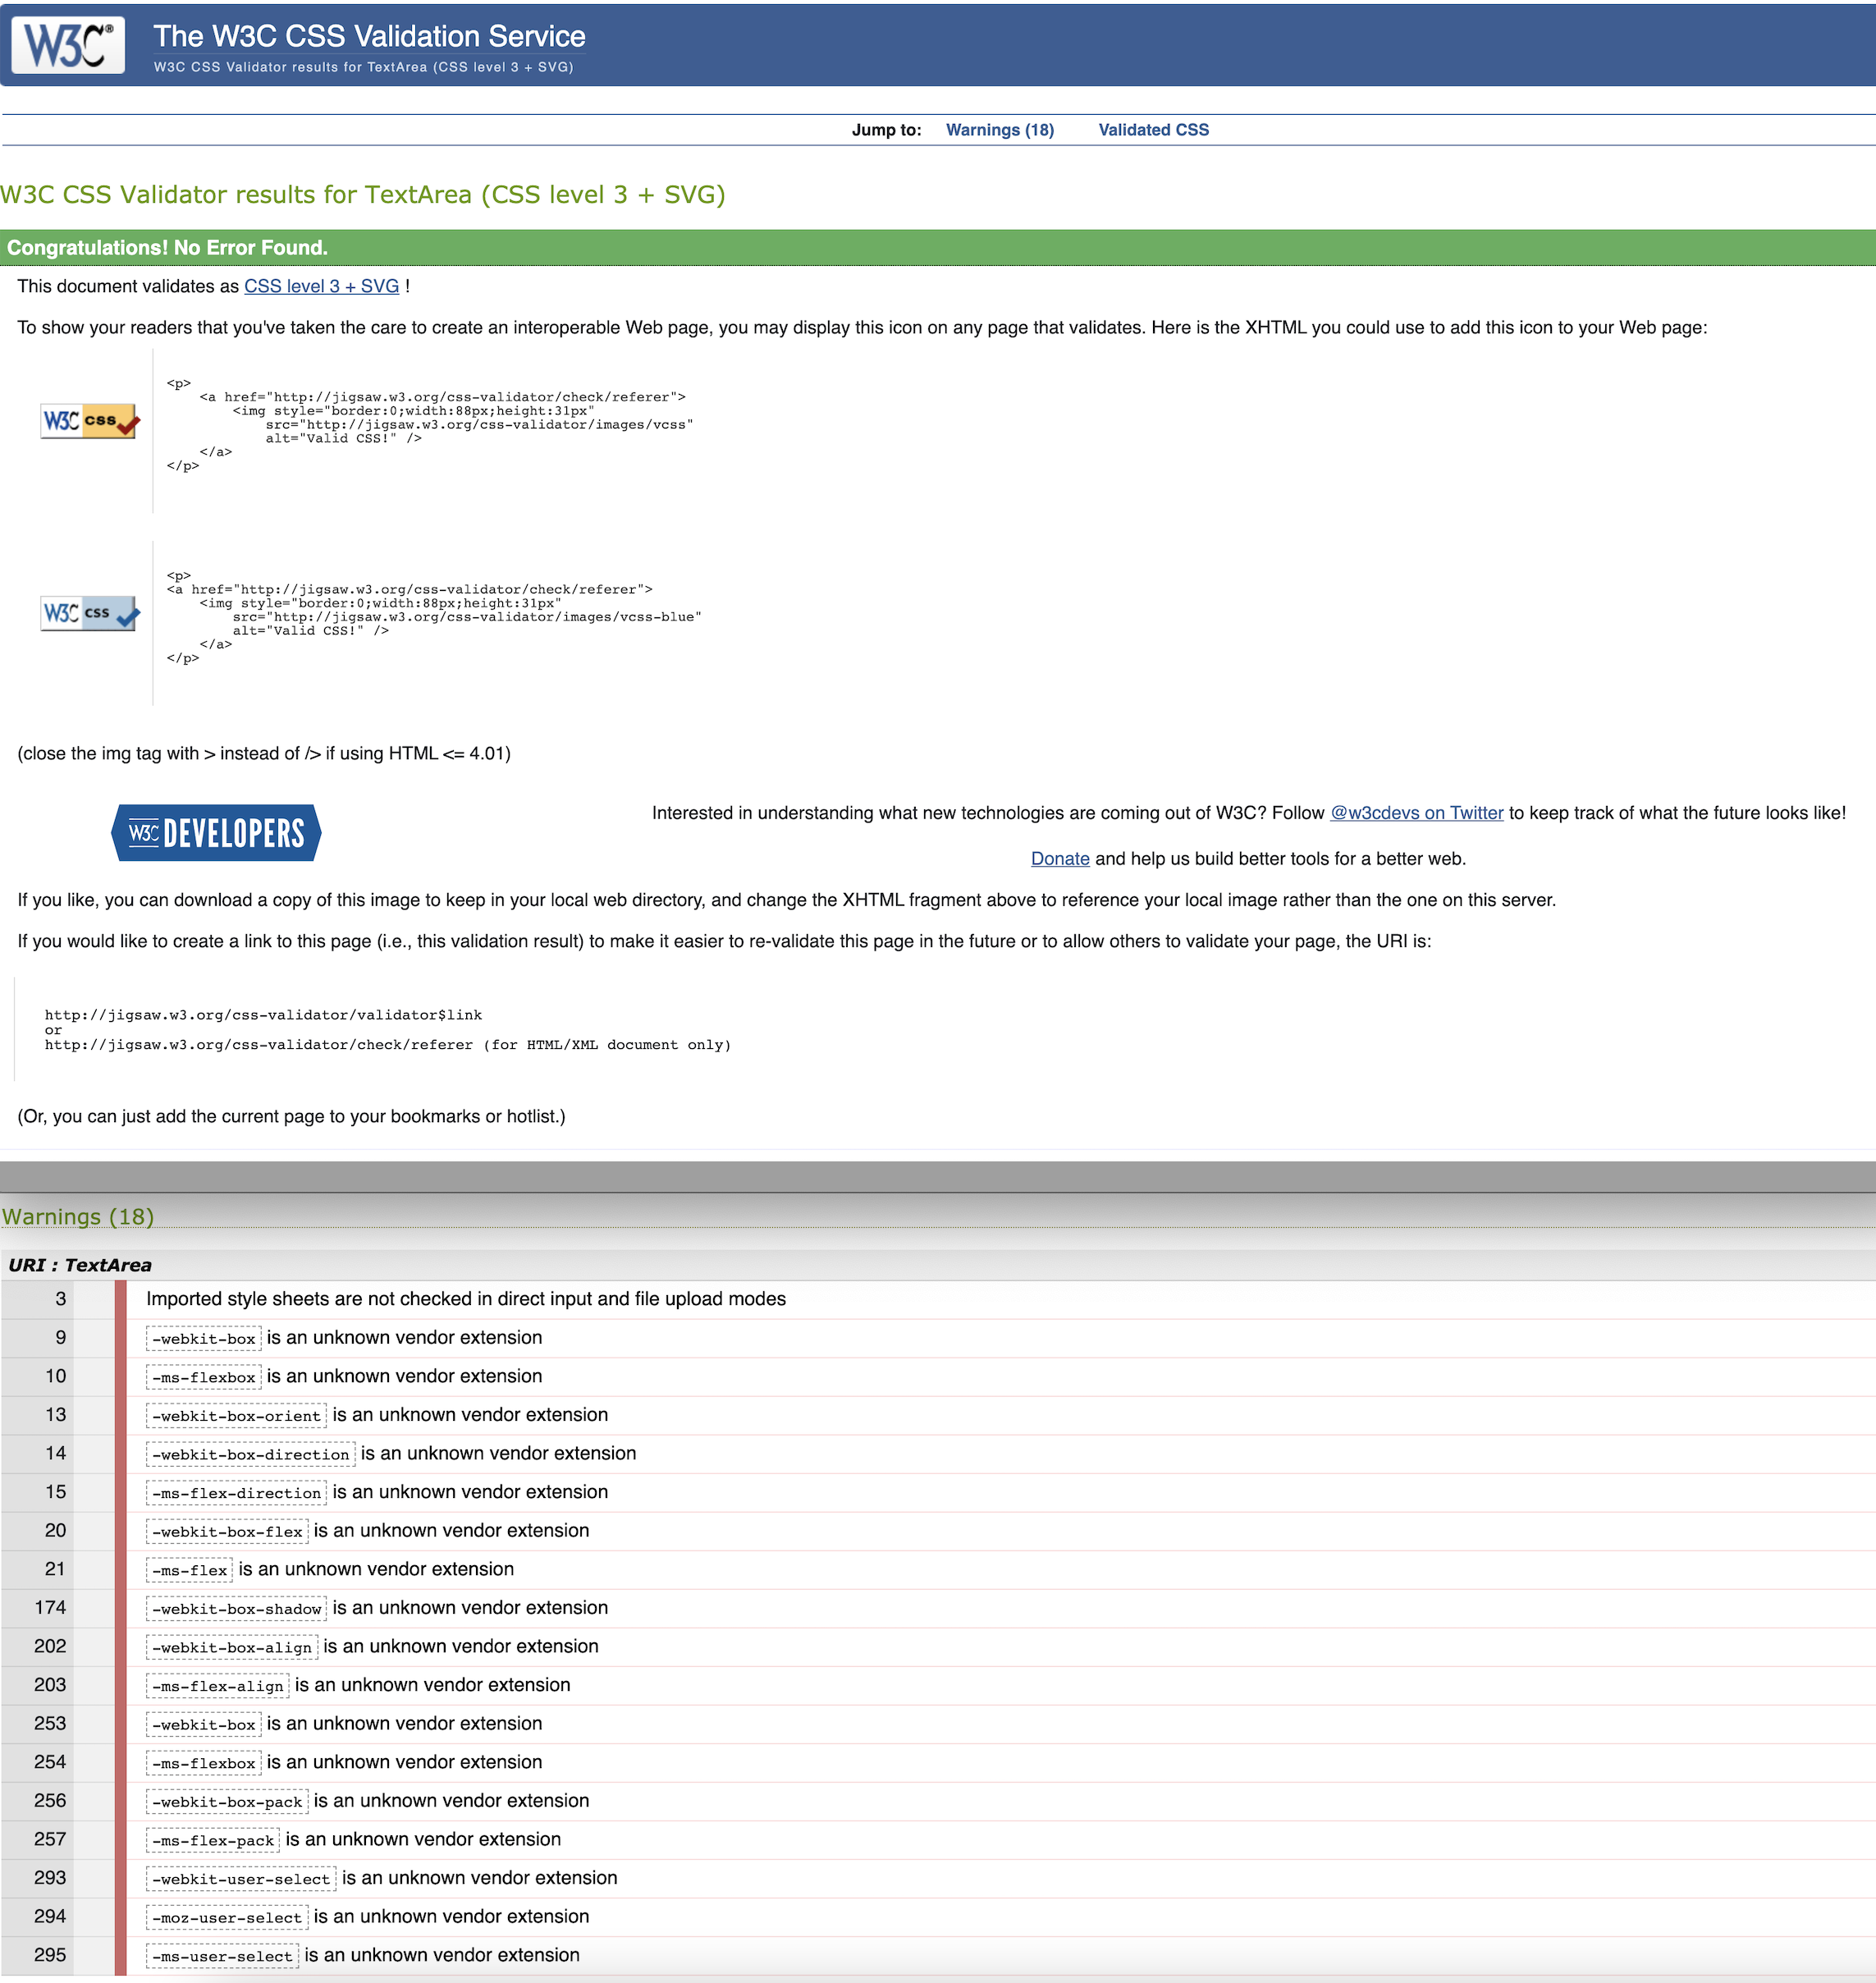 W3C®
The W3C CSS Validation Service
W3C CSS Validator results for TextArea (CSS level 3 + SVG)
Jump to: Warnings (18) Validated CSS
W3C CSS Validator results for TextArea (CSS level 3 + SVG)
Congratulations! No Error Found.
This document validates as CSS level 3 + SVG !
To show your readers that you've taken the care to create an interoperable Web page, you may display this icon on any page that validates. Here is the XHTML you could use to add this icon to your Web page:
W3C css
<p>
    <a href="http://jigsaw.w3.org/css-validator/check/referer">
        <img style="border:0;width:88px;height:31px"
            src="http://jigsaw.w3.org/css-validator/images/vcss"
            alt="Valid CSS!" />
    </a>
</p>
W3C css
<p>
<a href="http://jigsaw.w3.org/css-validator/check/referer">
    <img style="border:0;width:88px;height:31px"
        src="http://jigsaw.w3.org/css-validator/images/vcss-blue"
        alt="Valid CSS!" />
    </a>
</p>
(close the img tag with > instead of /> if using HTML <= 4.01)
W3C DEVELOPERS
Interested in understanding what new technologies are coming out of W3C? Follow @w3cdevs on Twitter to keep track of what the future looks like!
Donate and help us build better tools for a better web.
If you like, you can download a copy of this image to keep in your local web directory, and change the XHTML fragment above to reference your local image rather than the one on this server.
If you would like to create a link to this page (i.e., this validation result) to make it easier to re-validate this page in the future or to allow others to validate your page, the URI is:
http://jigsaw.w3.org/css-validator/validator$link
or
http://jigsaw.w3.org/css-validator/check/referer (for HTML/XML document only)
(Or, you can just add the current page to your bookmarks or hotlist.)
Warnings (18)
URI : TextArea
3 Imported style sheets are not checked in direct input and file upload modes
9 -webkit-box is an unknown vendor extension
10 -ms-flexbox is an unknown vendor extension
13 -webkit-box-orient is an unknown vendor extension
14 -webkit-box-direction is an unknown vendor extension
15 -ms-flex-direction is an unknown vendor extension
20 -webkit-box-flex is an unknown vendor extension
21 -ms-flex is an unknown vendor extension
174 -webkit-box-shadow is an unknown vendor extension
202 -webkit-box-align is an unknown vendor extension
203 -ms-flex-align is an unknown vendor extension
253 -webkit-box is an unknown vendor extension
254 -ms-flexbox is an unknown vendor extension
256 -webkit-box-pack is an unknown vendor extension
257 -ms-flex-pack is an unknown vendor extension
293 -webkit-user-select is an unknown vendor extension
294 -moz-user-select is an unknown vendor extension
295 -ms-user-select is an unknown vendor extension